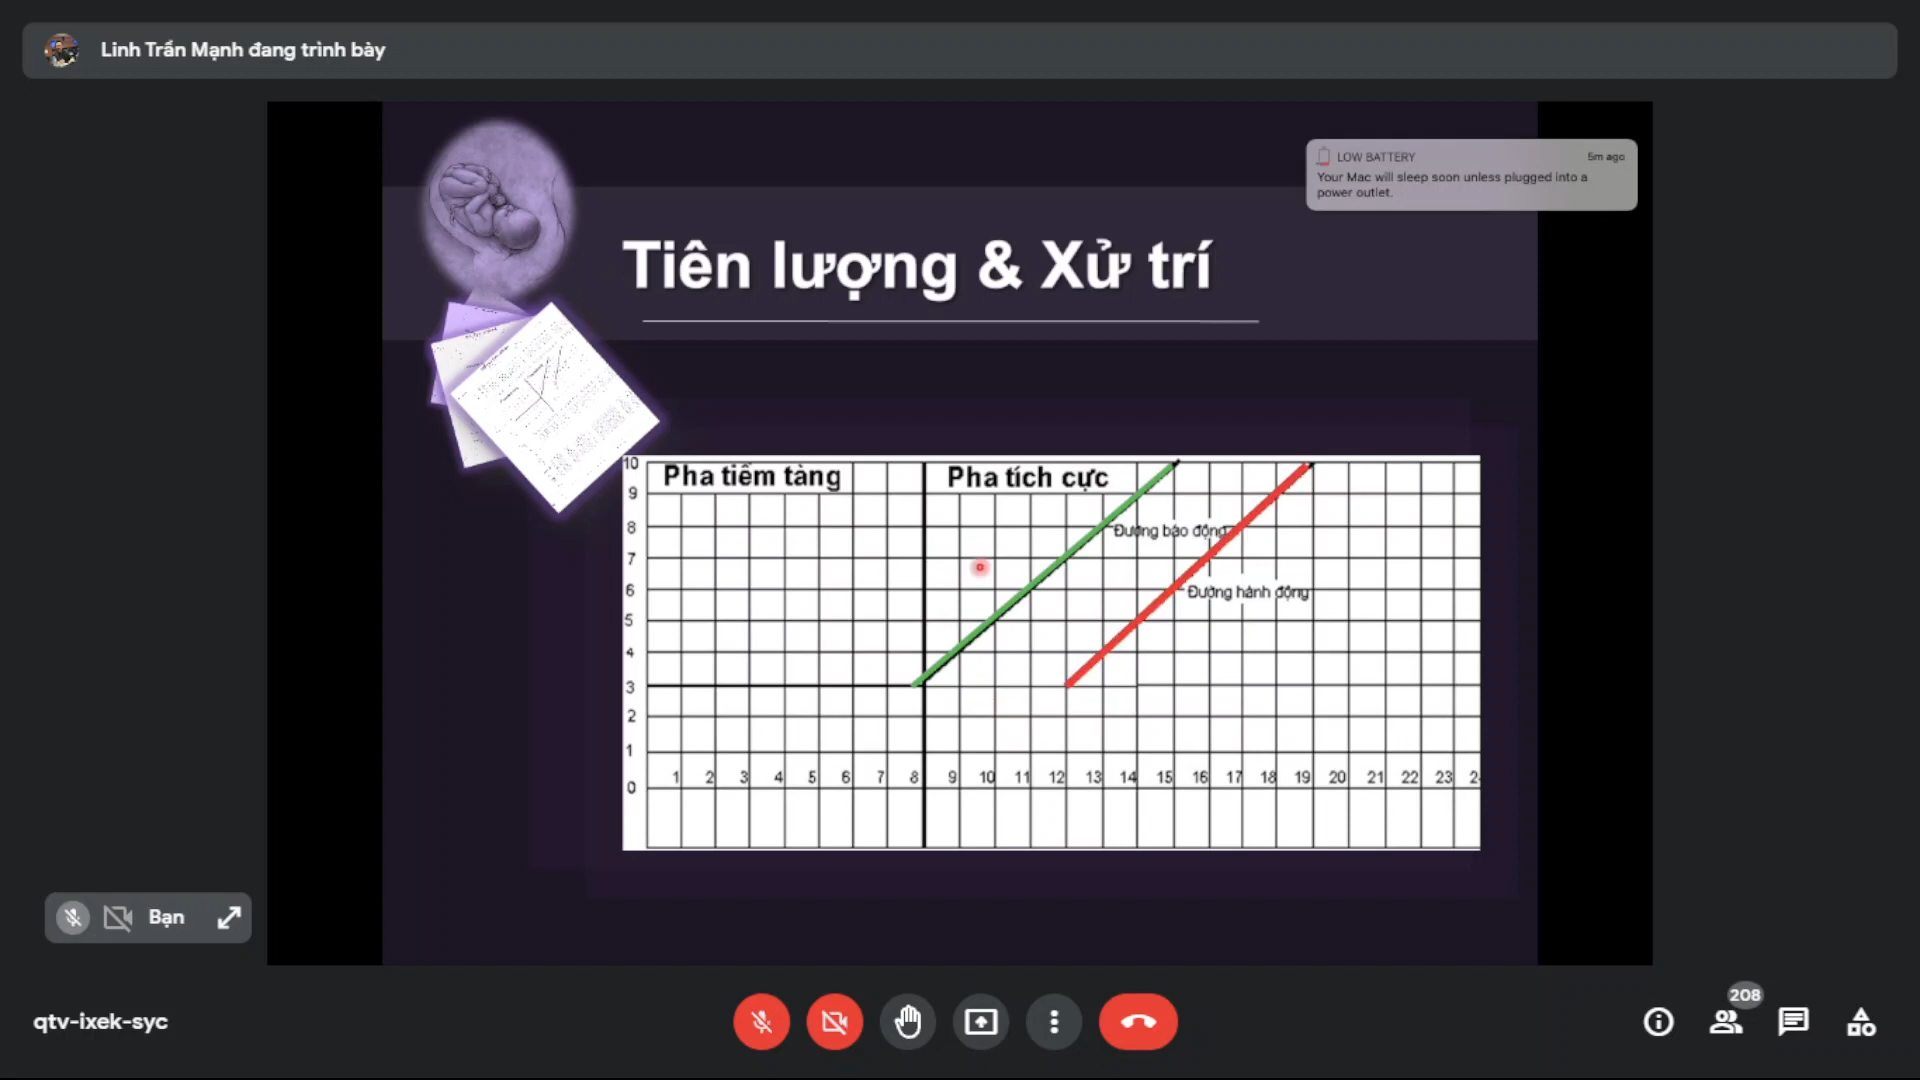 Linh Trần Mạnh đang trình bày
LOW BATTERY
5m ago
Your Mac will sleep soon unless plugged into a
power outlet.
Tiên lượng & Xử trí
Pha tiềm tàng
Pha tích cực
Đường báo động
Đường hành động
10
9
8
7
6
5
4
3
2
1
0
1 2 3 4 5 6 7 8 9 10 11 12 13 14 15 16 17 18 19 20 21 22 23
Bạn
qtv-ixek-syc
208